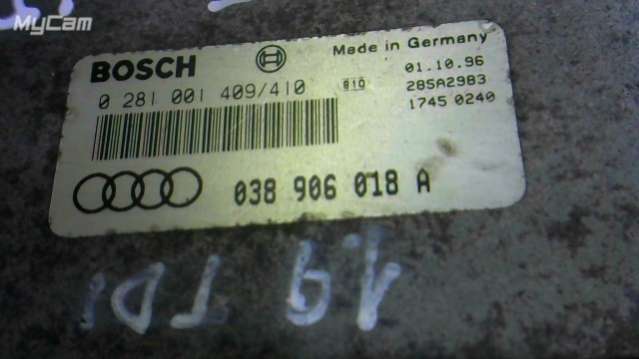 MyCam
BOSCH
Made in Germany
0 281 001 409/410
01.10.96
28SA2983
1745 0240
038 906 018 A
1.9 TDI